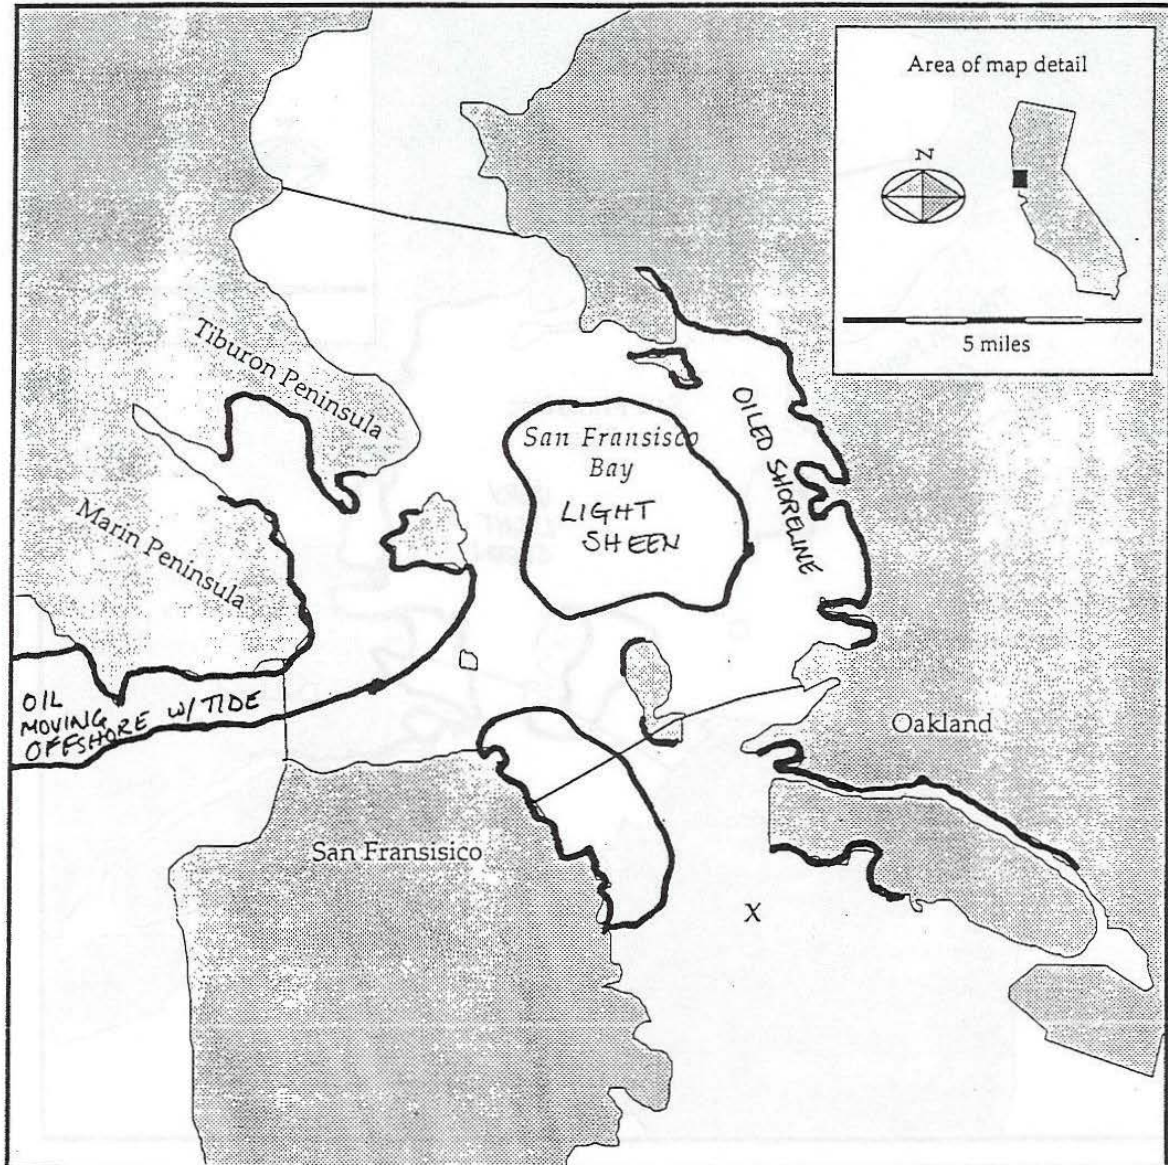 Area of map detail
N
5 miles
Tiburon Peninsula
Marin Peninsula
San Fransisco
Bay
LIGHT
SHEEN
OILED SHORELINE
OIL
MOVING
OFFSHORE W/ TIDE
Oakland
San Fransisico
X